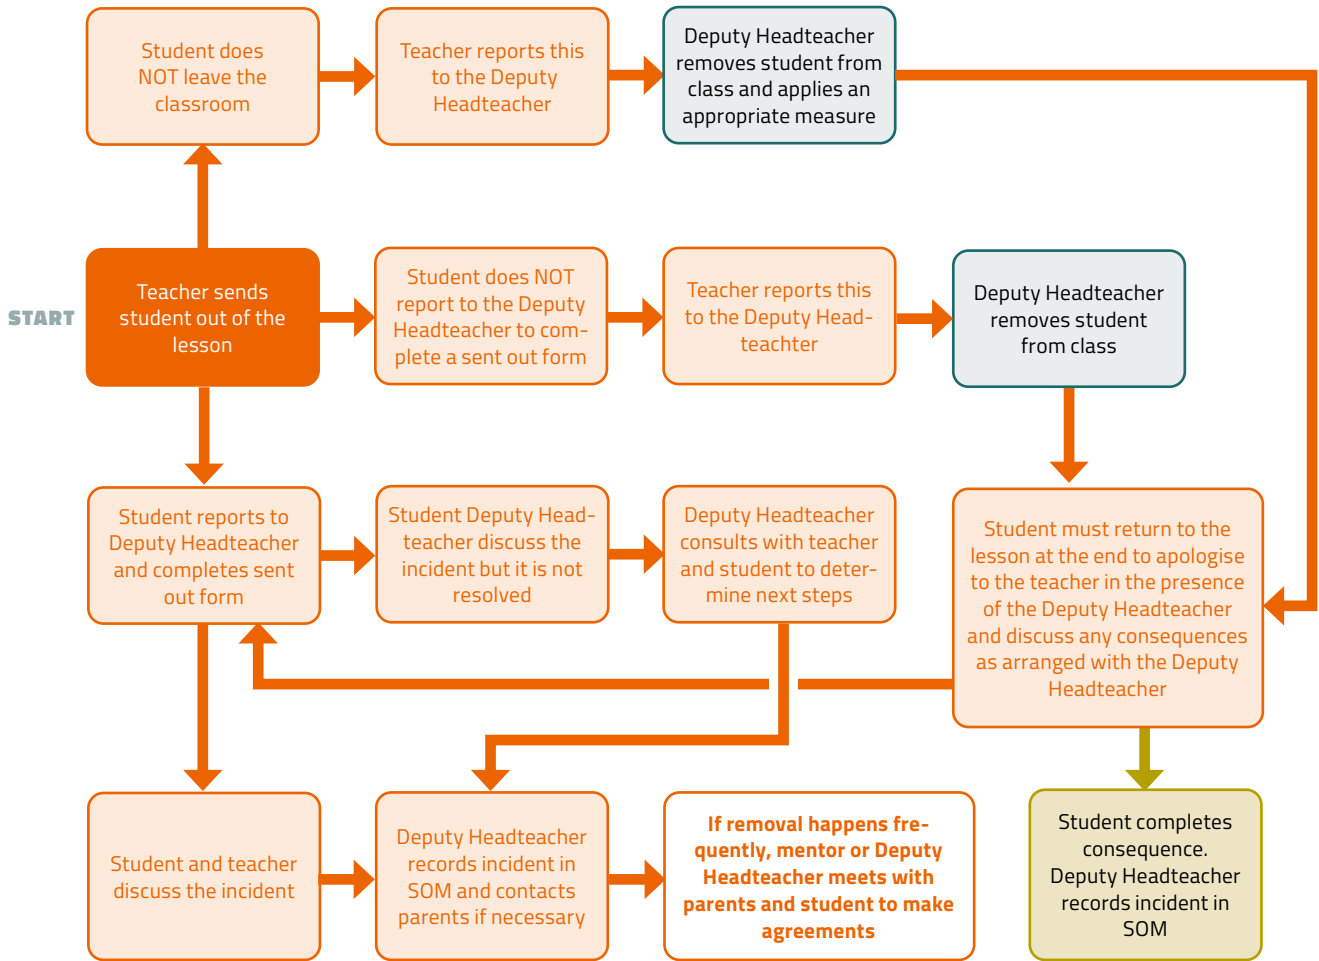 Student does
NOT leave the
classroom
Teacher reports this
to the Deputy
Headteacher
Deputy Headteacher
removes student from
class and applies an
appropriate measure
START
Teacher sends
student out of the
lesson
Student does NOT
report to the Deputy
Headteacher to com-
plete a sent out form
Teacher reports this
to the Deputy Head-
teachter
Deputy Headteacher
removes student
from class
Student reports to
Deputy Headteacher
and completes sent
out form
Student Deputy Head-
teacher discuss the
incident but it is not
resolved
Deputy Headteacher
consults with teacher
and student to deter-
mine next steps
Student must return to the
lesson at the end to apologise
to the teacher in the presence
of the Deputy Headteacher
and discuss any consequences
as arranged with the Deputy
Headteacher
Student and teacher
discuss the incident
Deputy Headteacher
records incident in
SOM and contacts
parents if necessary
If removal happens fre-
quently, mentor or Deputy
Headteacher meets with
parents and student to make
agreements
Student completes
consequence.
Deputy Headteacher
records incident in
SOM